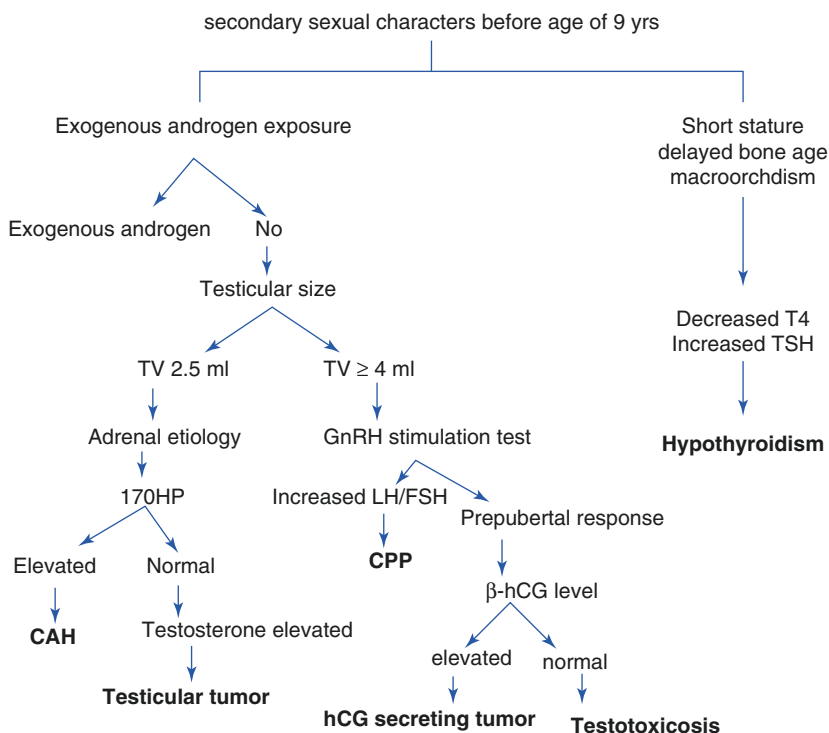 secondary sexual characters before age of 9 yrs
Exogenous androgen exposure
Short stature
delayed bone age
macroorchdism
Exogenous androgen
No
Testicular size
Decreased T4
Increased TSH
TV 2.5 ml
TV ≥ 4 ml
Adrenal etiology
GnRH stimulation test
Hypothyroidism
170HP
Increased LH/FSH
Prepubertal response
Elevated
Normal
CPP
β-hCG level
CAH
Testosterone elevated
elevated
normal
Testicular tumor
hCG secreting tumor
Testotoxicosis